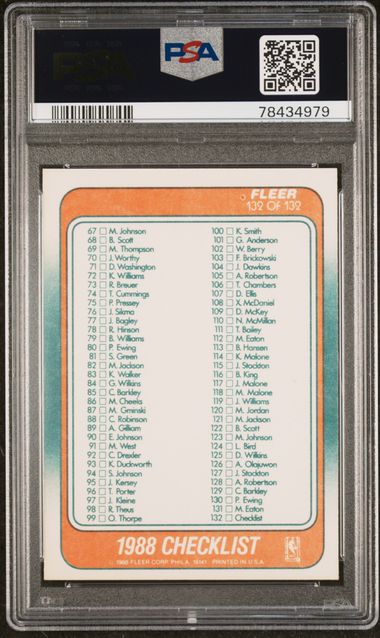 PSA
78434979
FLEER
132 OF 132
67 M. Johnson
68 B. Scott
69 M. Thompson
70 J. Worthy
71 D. Washington
72 K. Williams
73 R. Breuer
74 T. Cummings
75 P. Pressey
76 J. Sikma
77 J. Bagley
78 R. Hinson
79 B. Williams
80 P. Ewing
81 S. Green
82 M. Jackson
83 K. Walker
84 G. Wilkins
85 C. Barkley
86 M. Cheeks
87 M. Gminski
88 C. Robinson
89 A. Gilliam
90 E. Johnson
91 M. West
92 C. Drexler
93 K. Duckworth
94 S. Johnson
95 J. Kersey
96 T. Porter
97 J. Kleine
98 R. Theus
99 O. Thorpe
100 K. Smith
101 G. Anderson
102 W. Berry
103 F. Brickowski
104 J. Dawkins
105 A. Robertson
106 T. Chambers
107 D. Ellis
108 X. McDaniel
109 D. McKey
110 N. McMillan
111 T. Bailey
112 M. Eaton
113 B. Hansen
114 K. Malone
115 J. Stockton
116 B. King
117 J. Malone
118 M. Malone
119 J. Williams
120 M. Jordan
121 M. Jackson
122 B. Scott
123 M. Johnson
124 L. Bird
125 D. Wilkins
126 A. Olajuwon
127 J. Stockton
128 A. Robertson
129 C. Barkley
130 P. Ewing
131 M. Eaton
132 Checklist
1988 CHECKLIST
© 1988 FLEER CORP. PHILA. 19141 PRINTED IN U.S.A.